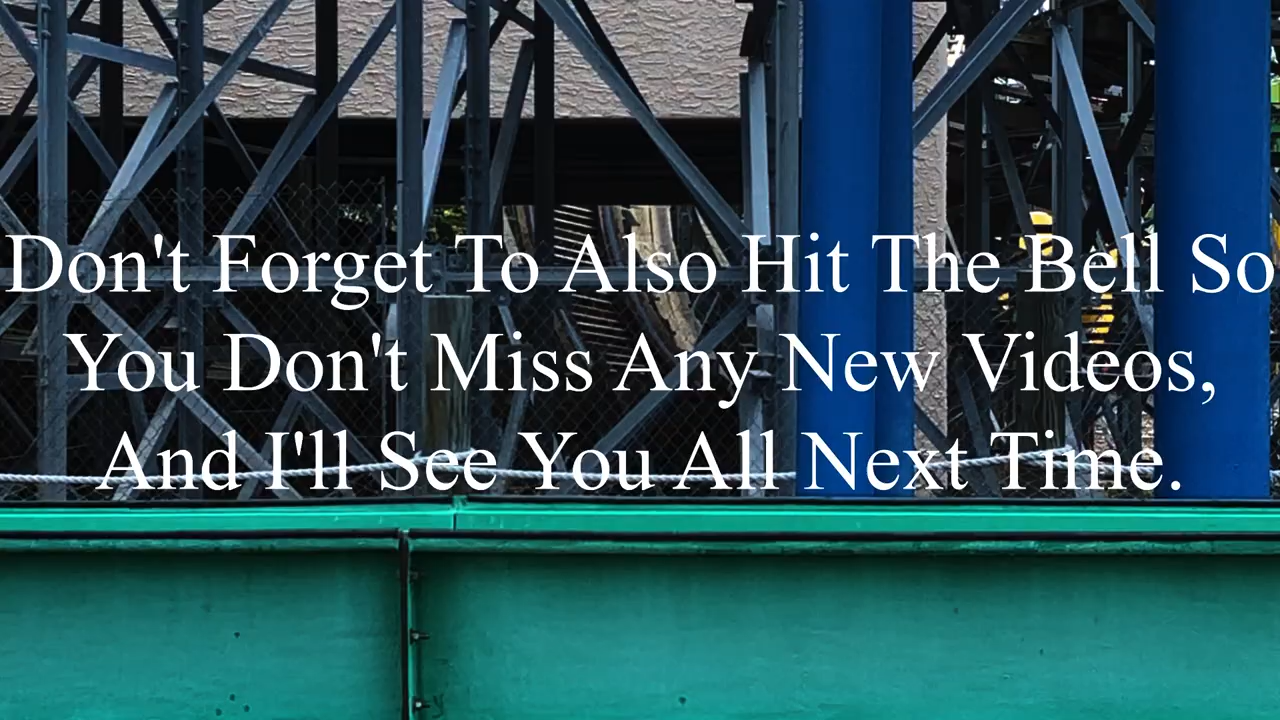 Don't Forget To Also Hit The Bell So
You Don't Miss Any New Videos,
And I'll See You All Next Time.